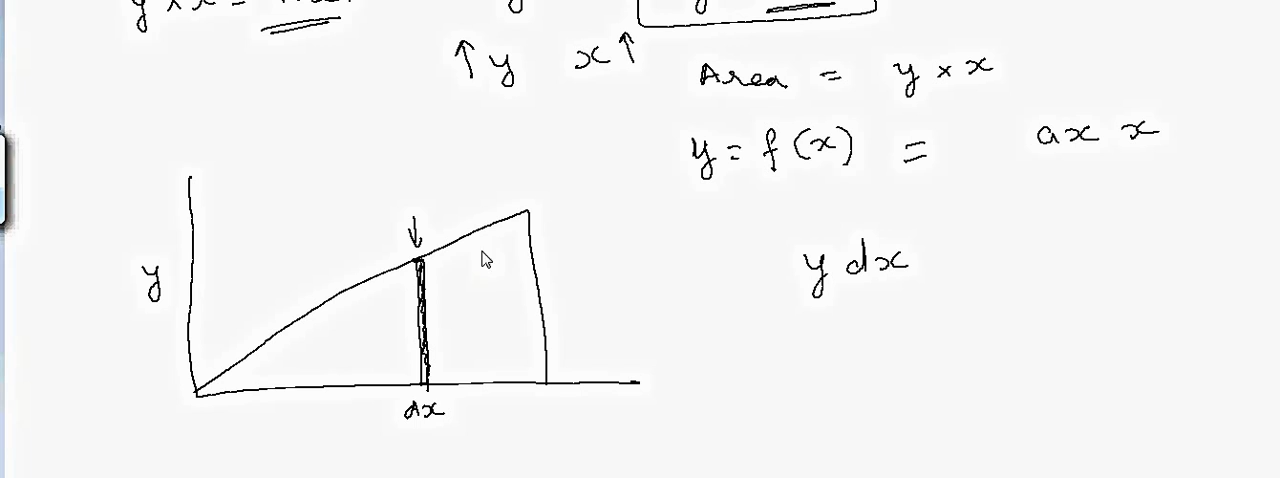 ↑ y x ↑
Area = y × x
y = f(x) = ax x
y dx
y
dx